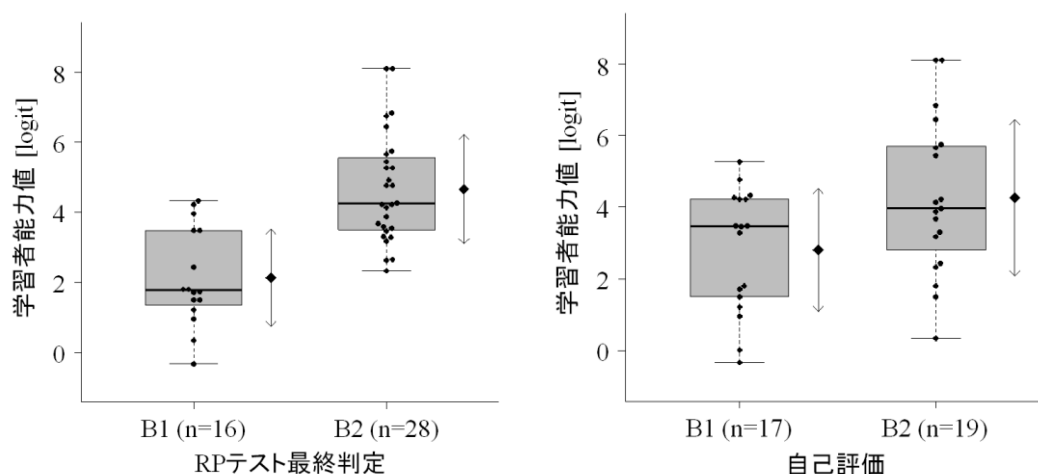 学習者能力値 [logit]
8
6
4
2
0
B1 (n=16)
B2 (n=28)
RPテスト最終判定
学習者能力値 [logit]
8
6
4
2
0
B1 (n=17)
B2 (n=19)
自己評価